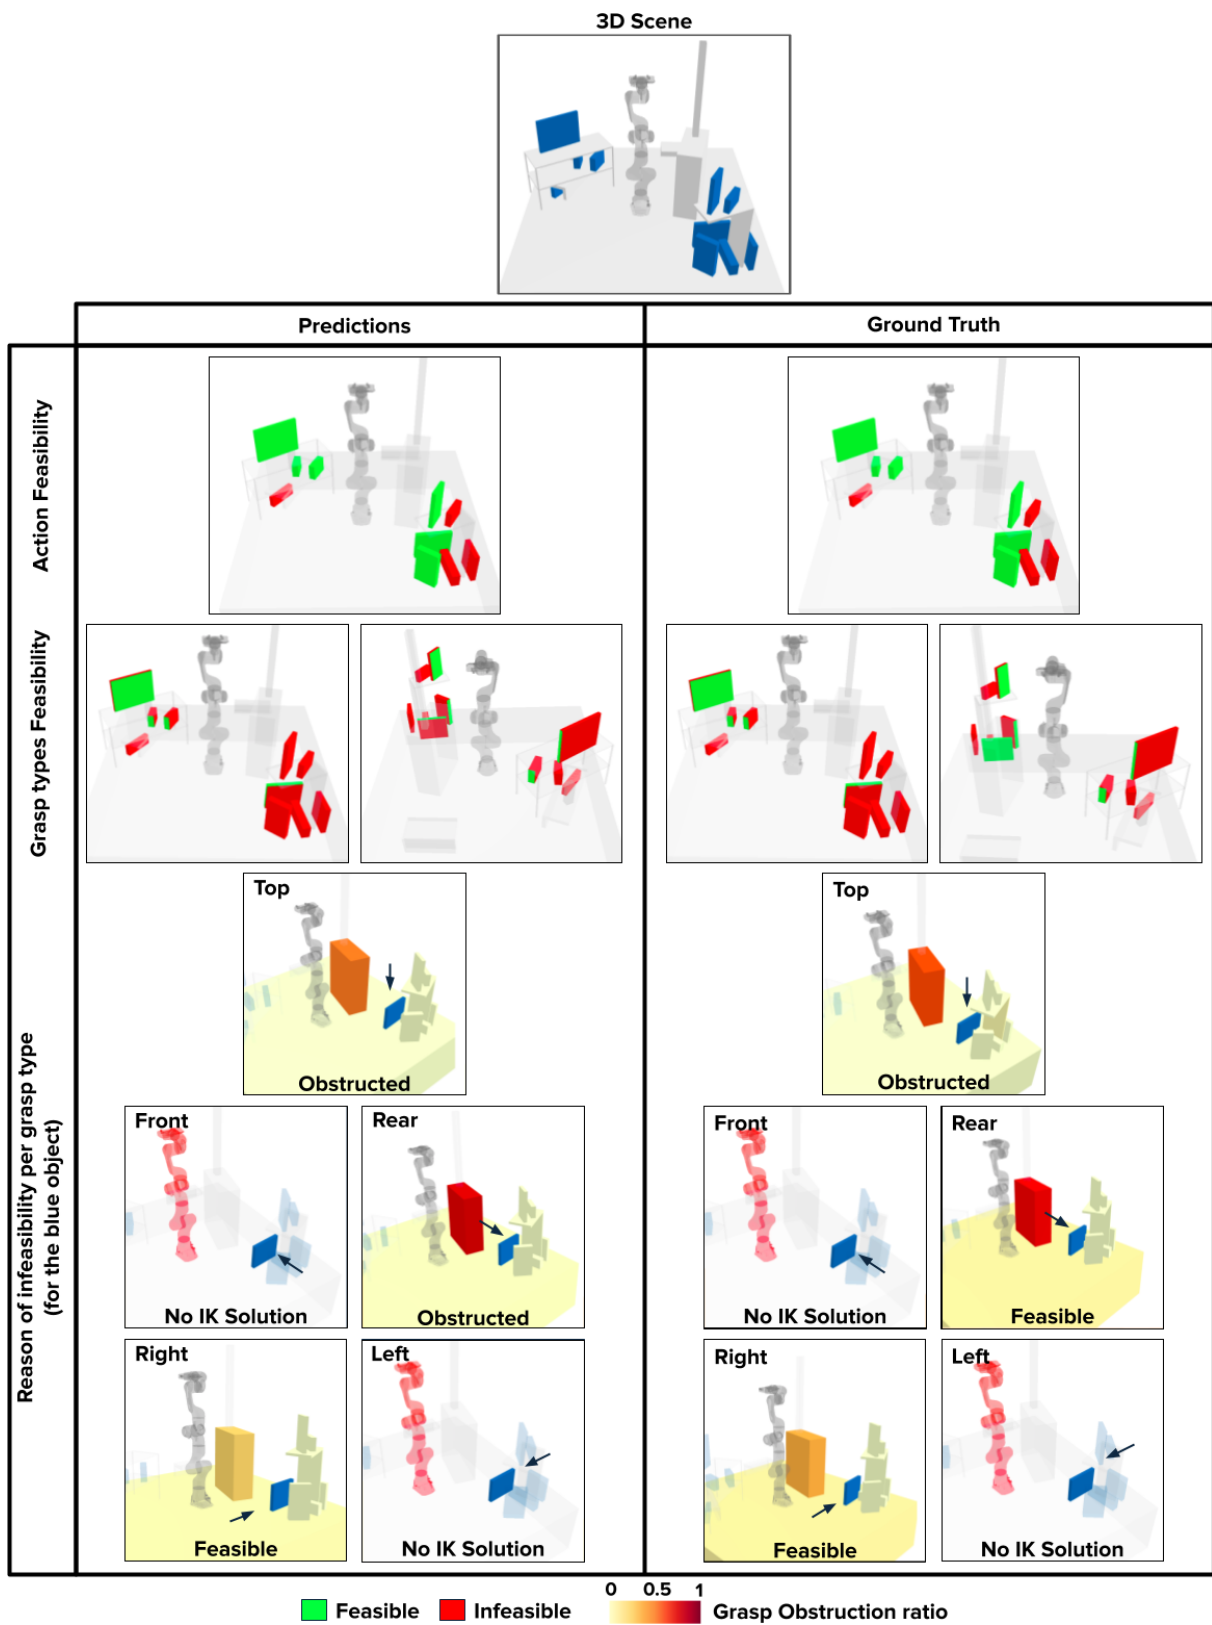 3D Scene
Predictions
Ground Truth
Action Feasibility
Grasp types Feasibility
Reason of infeasibility per grasp type
(for the blue object)
Top
Obstructed
Top
Obstructed
Front
No IK Solution
Rear
Obstructed
Front
No IK Solution
Rear
Feasible
Right
Feasible
Left
No IK Solution
Right
Feasible
Left
No IK Solution
Feasible
Infeasible
0 0.5 1
Grasp Obstruction ratio